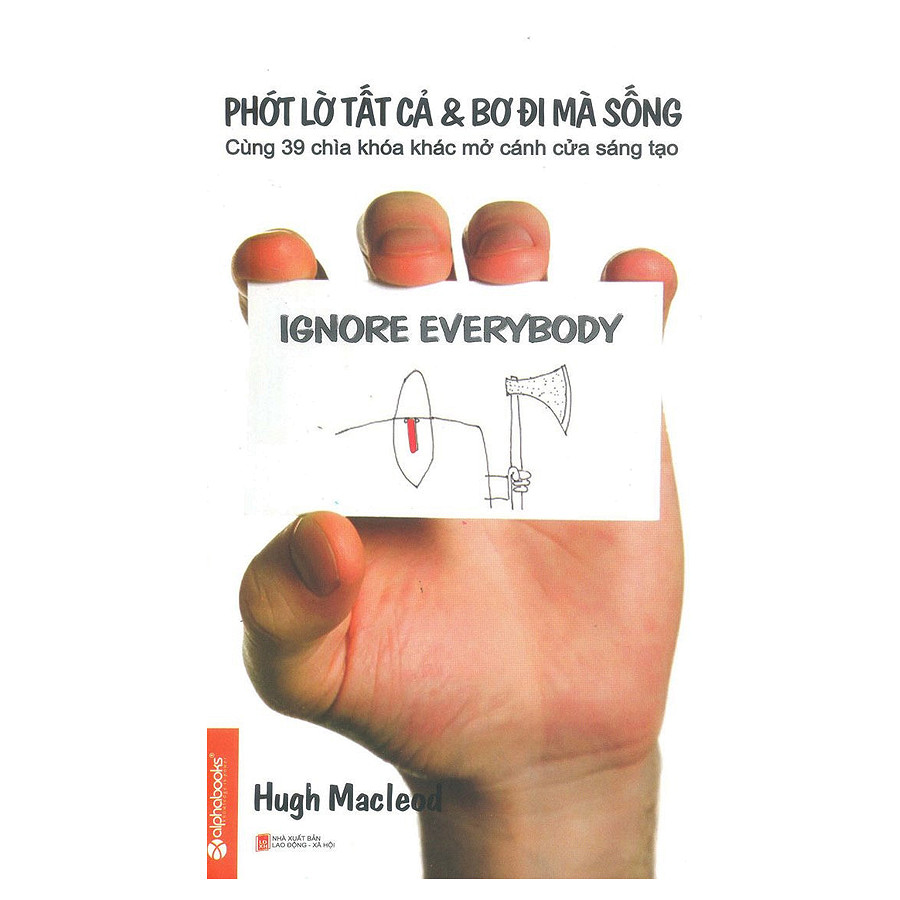 PHỚT LỜ TẤT CẢ & BƠ ĐI MÀ SỐNG
Cùng 39 chìa khóa khác mở cánh cửa sáng tạo
IGNORE EVERYBODY
Hugh Macleod
NHÀ XUẤT BẢN
LAO ĐỘNG - XÃ HỘI
alphabooks®